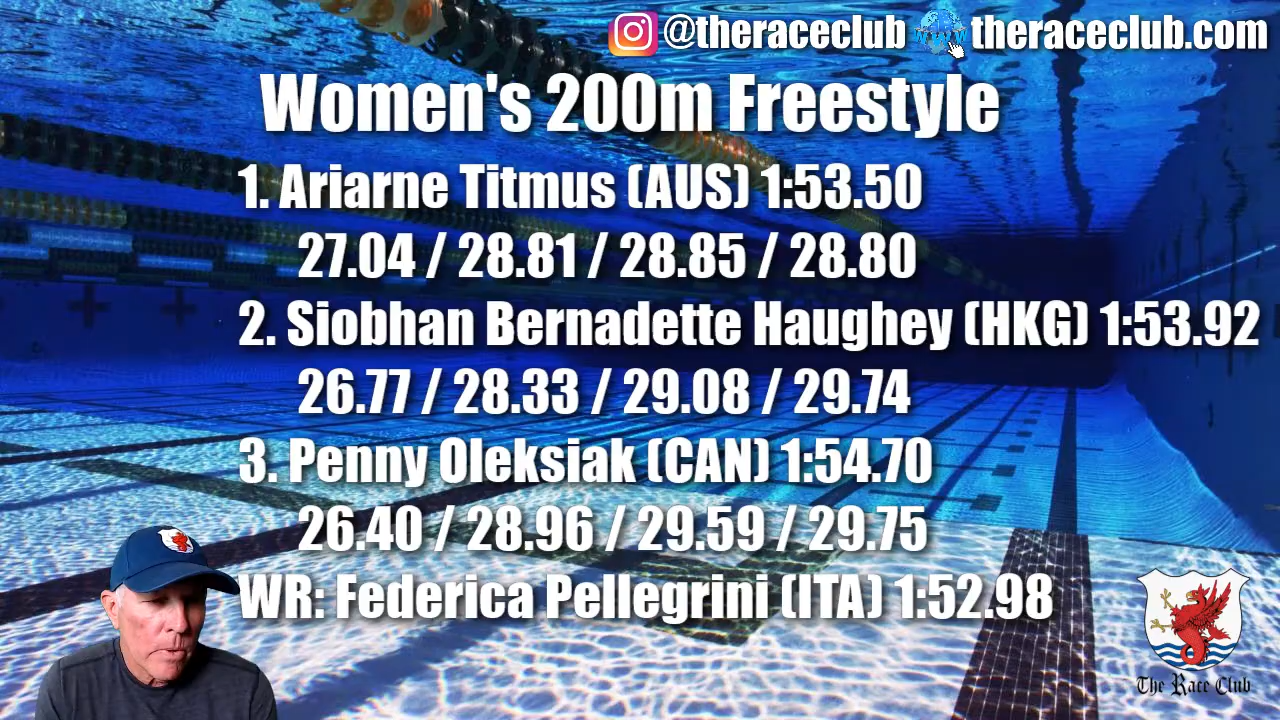 @theraceclub theraceclub.com
Women's 200m Freestyle
1. Ariarne Titmus (AUS) 1:53.50
27.04 / 28.81 / 28.85 / 28.80
2. Siobhan Bernadette Haughey (HKG) 1:53.92
26.77 / 28.33 / 29.08 / 29.74
3. Penny Oleksiak (CAN) 1:54.70
26.40 / 28.96 / 29.59 / 29.75
WR: Federica Pellegrini (ITA) 1:52.98
The Race Club